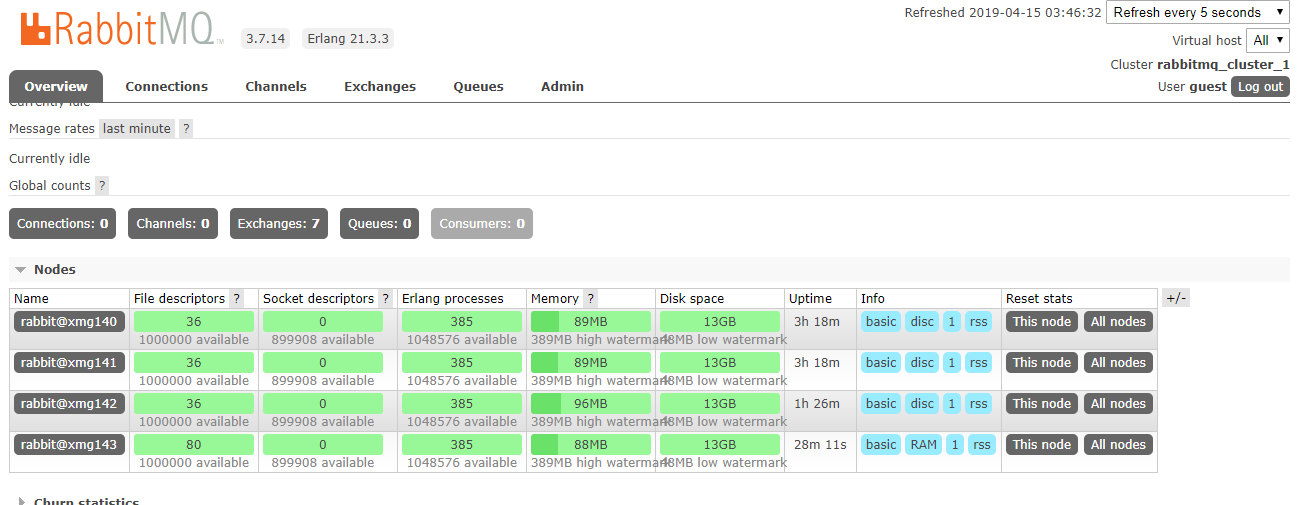 RabbitMQ TM 3.7.14 Erlang 21.3.3
Refreshed 2019-04-15 03:46:32 Refresh every 5 seconds
Virtual host All
Cluster rabbitmq_cluster_1
User guest Log out
Overview Connections Channels Exchanges Queues Admin
Currently idle
Message rates last minute ?
Currently idle
Global counts ?
Connections: 0 Channels: 0 Exchanges: 7 Queues: 0 Consumers: 0
Nodes
Name File descriptors ? Socket descriptors ? Erlang processes Memory ? Disk space Uptime Info Reset stats +/-
rabbit@xmg140 36 0 385 89MB 13GB 3h 18m basic disc 1 rss This node All nodes
1000000 available 899908 available 1048576 available 389MB high watermark 48MB low watermark
rabbit@xmg141 36 0 385 89MB 13GB 3h 18m basic disc 1 rss This node All nodes
1000000 available 899908 available 1048576 available 389MB high watermark 48MB low watermark
rabbit@xmg142 36 0 385 96MB 13GB 1h 26m basic disc 1 rss This node All nodes
1000000 available 899908 available 1048576 available 389MB high watermark 48MB low watermark
rabbit@xmg143 80 0 385 88MB 13GB 28m 11s basic RAM 1 rss This node All nodes
1000000 available 899908 available 1048576 available 389MB high watermark 48MB low watermark
Churn statistics